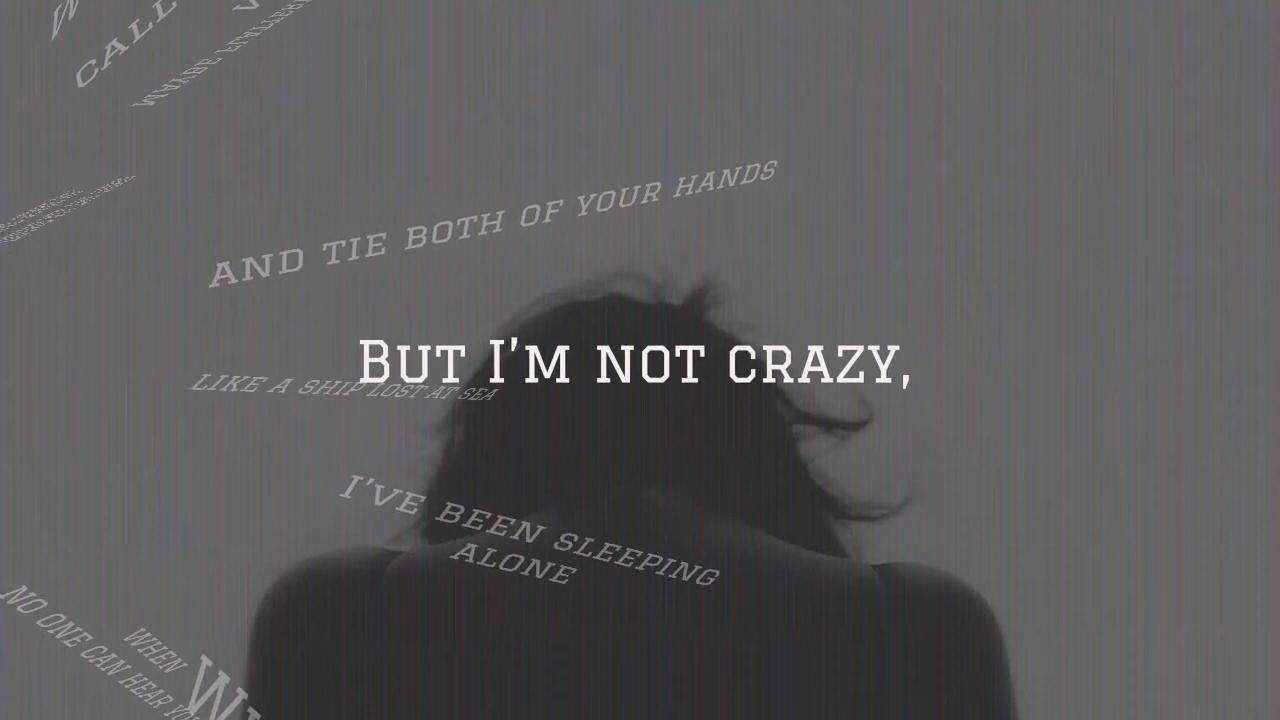 CALL
MAYBE
AND TIE BOTH OF YOUR HANDS
BUT I'M NOT CRAZY,
LIKE A SHIP LOST AT SEA
I'VE BEEN SLEEPING
ALONE
NO ONE CAN HEAR
WHEN